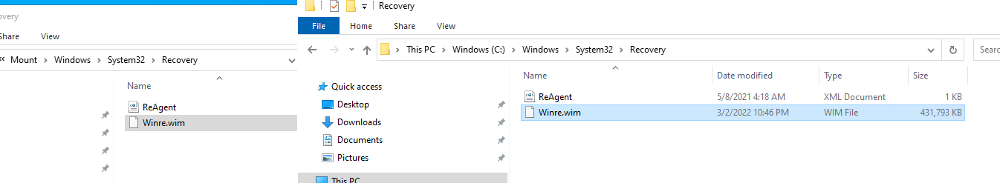 overy
Share View
« Mount > Windows > System32 > Recovery
Name
ReAgent
Winre.wim
Recovery
File Home Share View
This PC > Windows (C:) > Windows > System32 > Recovery
Searc
Quick access
Desktop
Downloads
Documents
Pictures
This PC
Name Date modified Type Size
ReAgent 5/8/2021 4:18 AM XML Document 1 KB
Winre.wim 3/2/2022 10:46 PM WIM File 431,793 KB